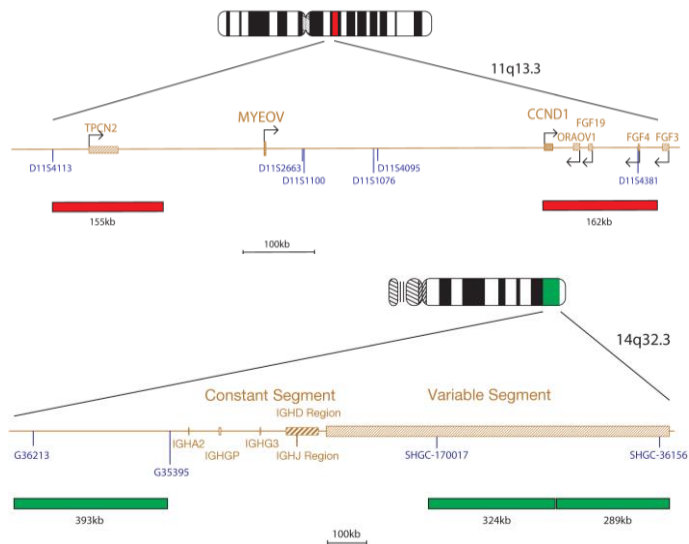 11q13.3
TPCN2
MYEOV
CCND1
FGF19
ORAOV1
FGF4
FGF3
D11S4113
D11S2663
D11S1100
D11S4095
D11S1076
D11S4381
155kb
162kb
100kb
14q32.3
Constant Segment
Variable Segment
IGHD Region
IGHA2
IGHGP
IGHG3
IGHJ Region
G36213
G35395
SHGC-170017
SHGC-36156
393kb
324kb
289kb
100kb